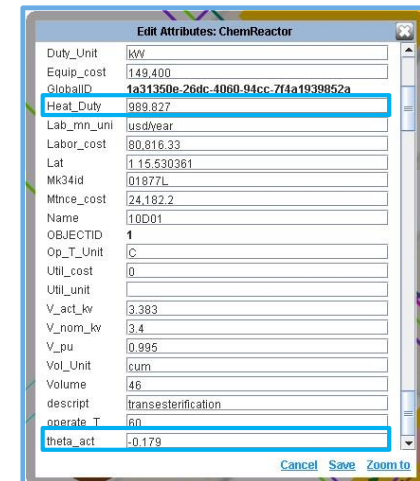 Edit Attributes: ChemReactor
Duty_Unit kW
Equip_cost 149,400
GlobalID 1a31350e-26dc-4060-94cc-7f4a1939852a
Heat_Duty 989.827
Lab_mn_uni usd/year
Labor_cost 80,816.33
Lat 1 15.530361
Mk34id 01877L
Mtnce_cost 24,182.2
Name 10D01
OBJECTID 1
Op_T_Unit C
Util_cost 0
Util_unit
V_act_kv 3.383
V_nom_kv 3.4
V_pu 0.995
Vol_Unit cum
Volume 46
descript transesterification
operate_T 60
theta_act -0.179
Cancel Save Zoom to